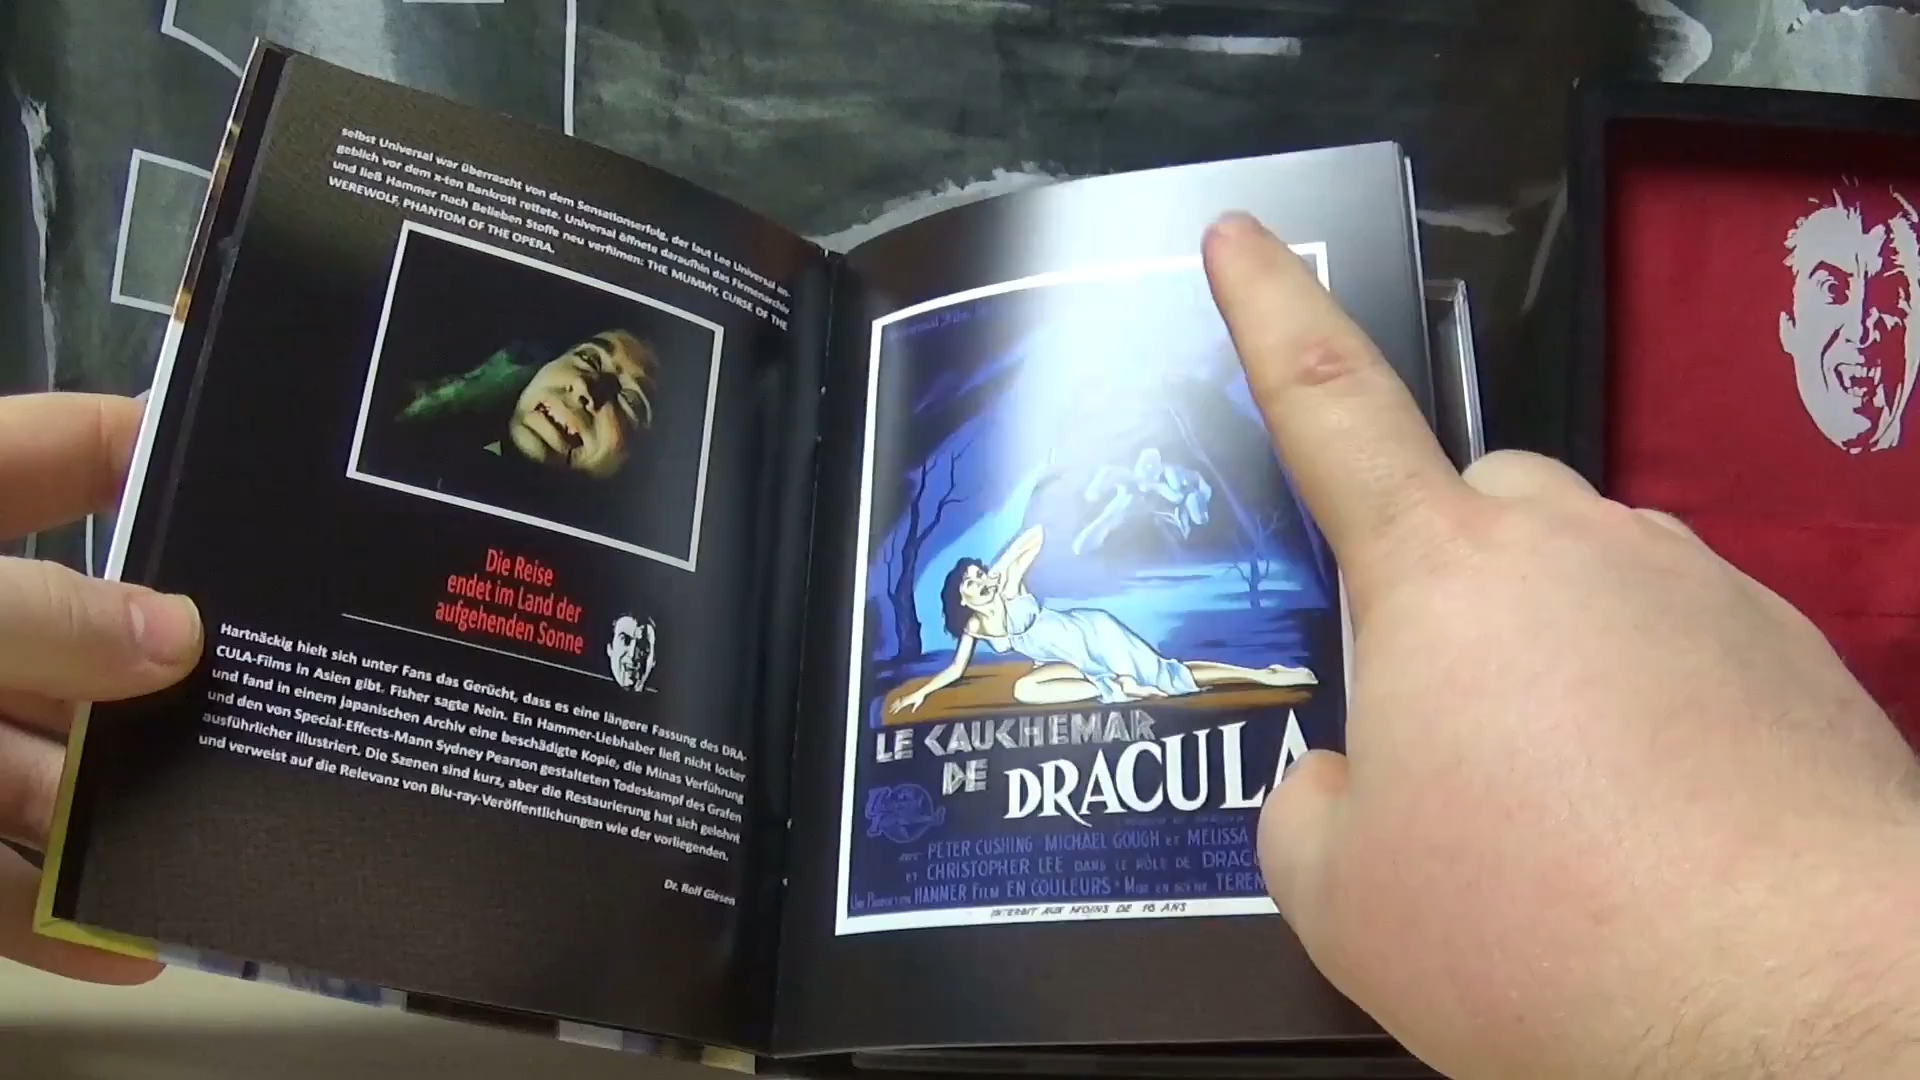 selbst Universal war überrascht von dem Sensationserfolg, der laut Lee Universal an-
geblich vor dem x-ten Bankrott rettete. Universal öffnete daraufhin das Firmenarchiv
und ließ Hammer nach Belieben Stoffe neu verfilmen: THE MUMMY, CURSE OF THE
WEREWOLF, PHANTOM OF THE OPERA.
Die Reise
endet im Land der
aufgehenden Sonne
Hartnäckig hielt sich unter Fans das Gerücht, dass es eine längere Fassung des DRA-
CULA-Films in Asien gibt. Fisher sagte Nein. Ein Hammer-Liebhaber ließ nicht locker
und fand in einem japanischen Archiv eine beschädigte Kopie, die Minas Verführung
und den von Special-Effects-Mann Sydney Pearson gestalteten Todeskampf des Grafen
ausführlicher illustriert. Die Szenen sind kurz, aber die Restaurierung hat sich gelohnt
und verweist auf die Relevanz von Blu-ray-Veröffentlichungen wie der vorliegenden.
Dr. Rolf Giesen
LE CAUCHEMAR
DE DRACULA
AVEC PETER CUSHING MICHAEL GOUGH ET MELISSA
ET CHRISTOPHER LEE DANS LE RÔLE DE DRAC
Une Production HAMMER FILM EN COULEURS • MISE EN SCÈNE TEREN
INTERDIT AUX MOINS DE 16 ANS